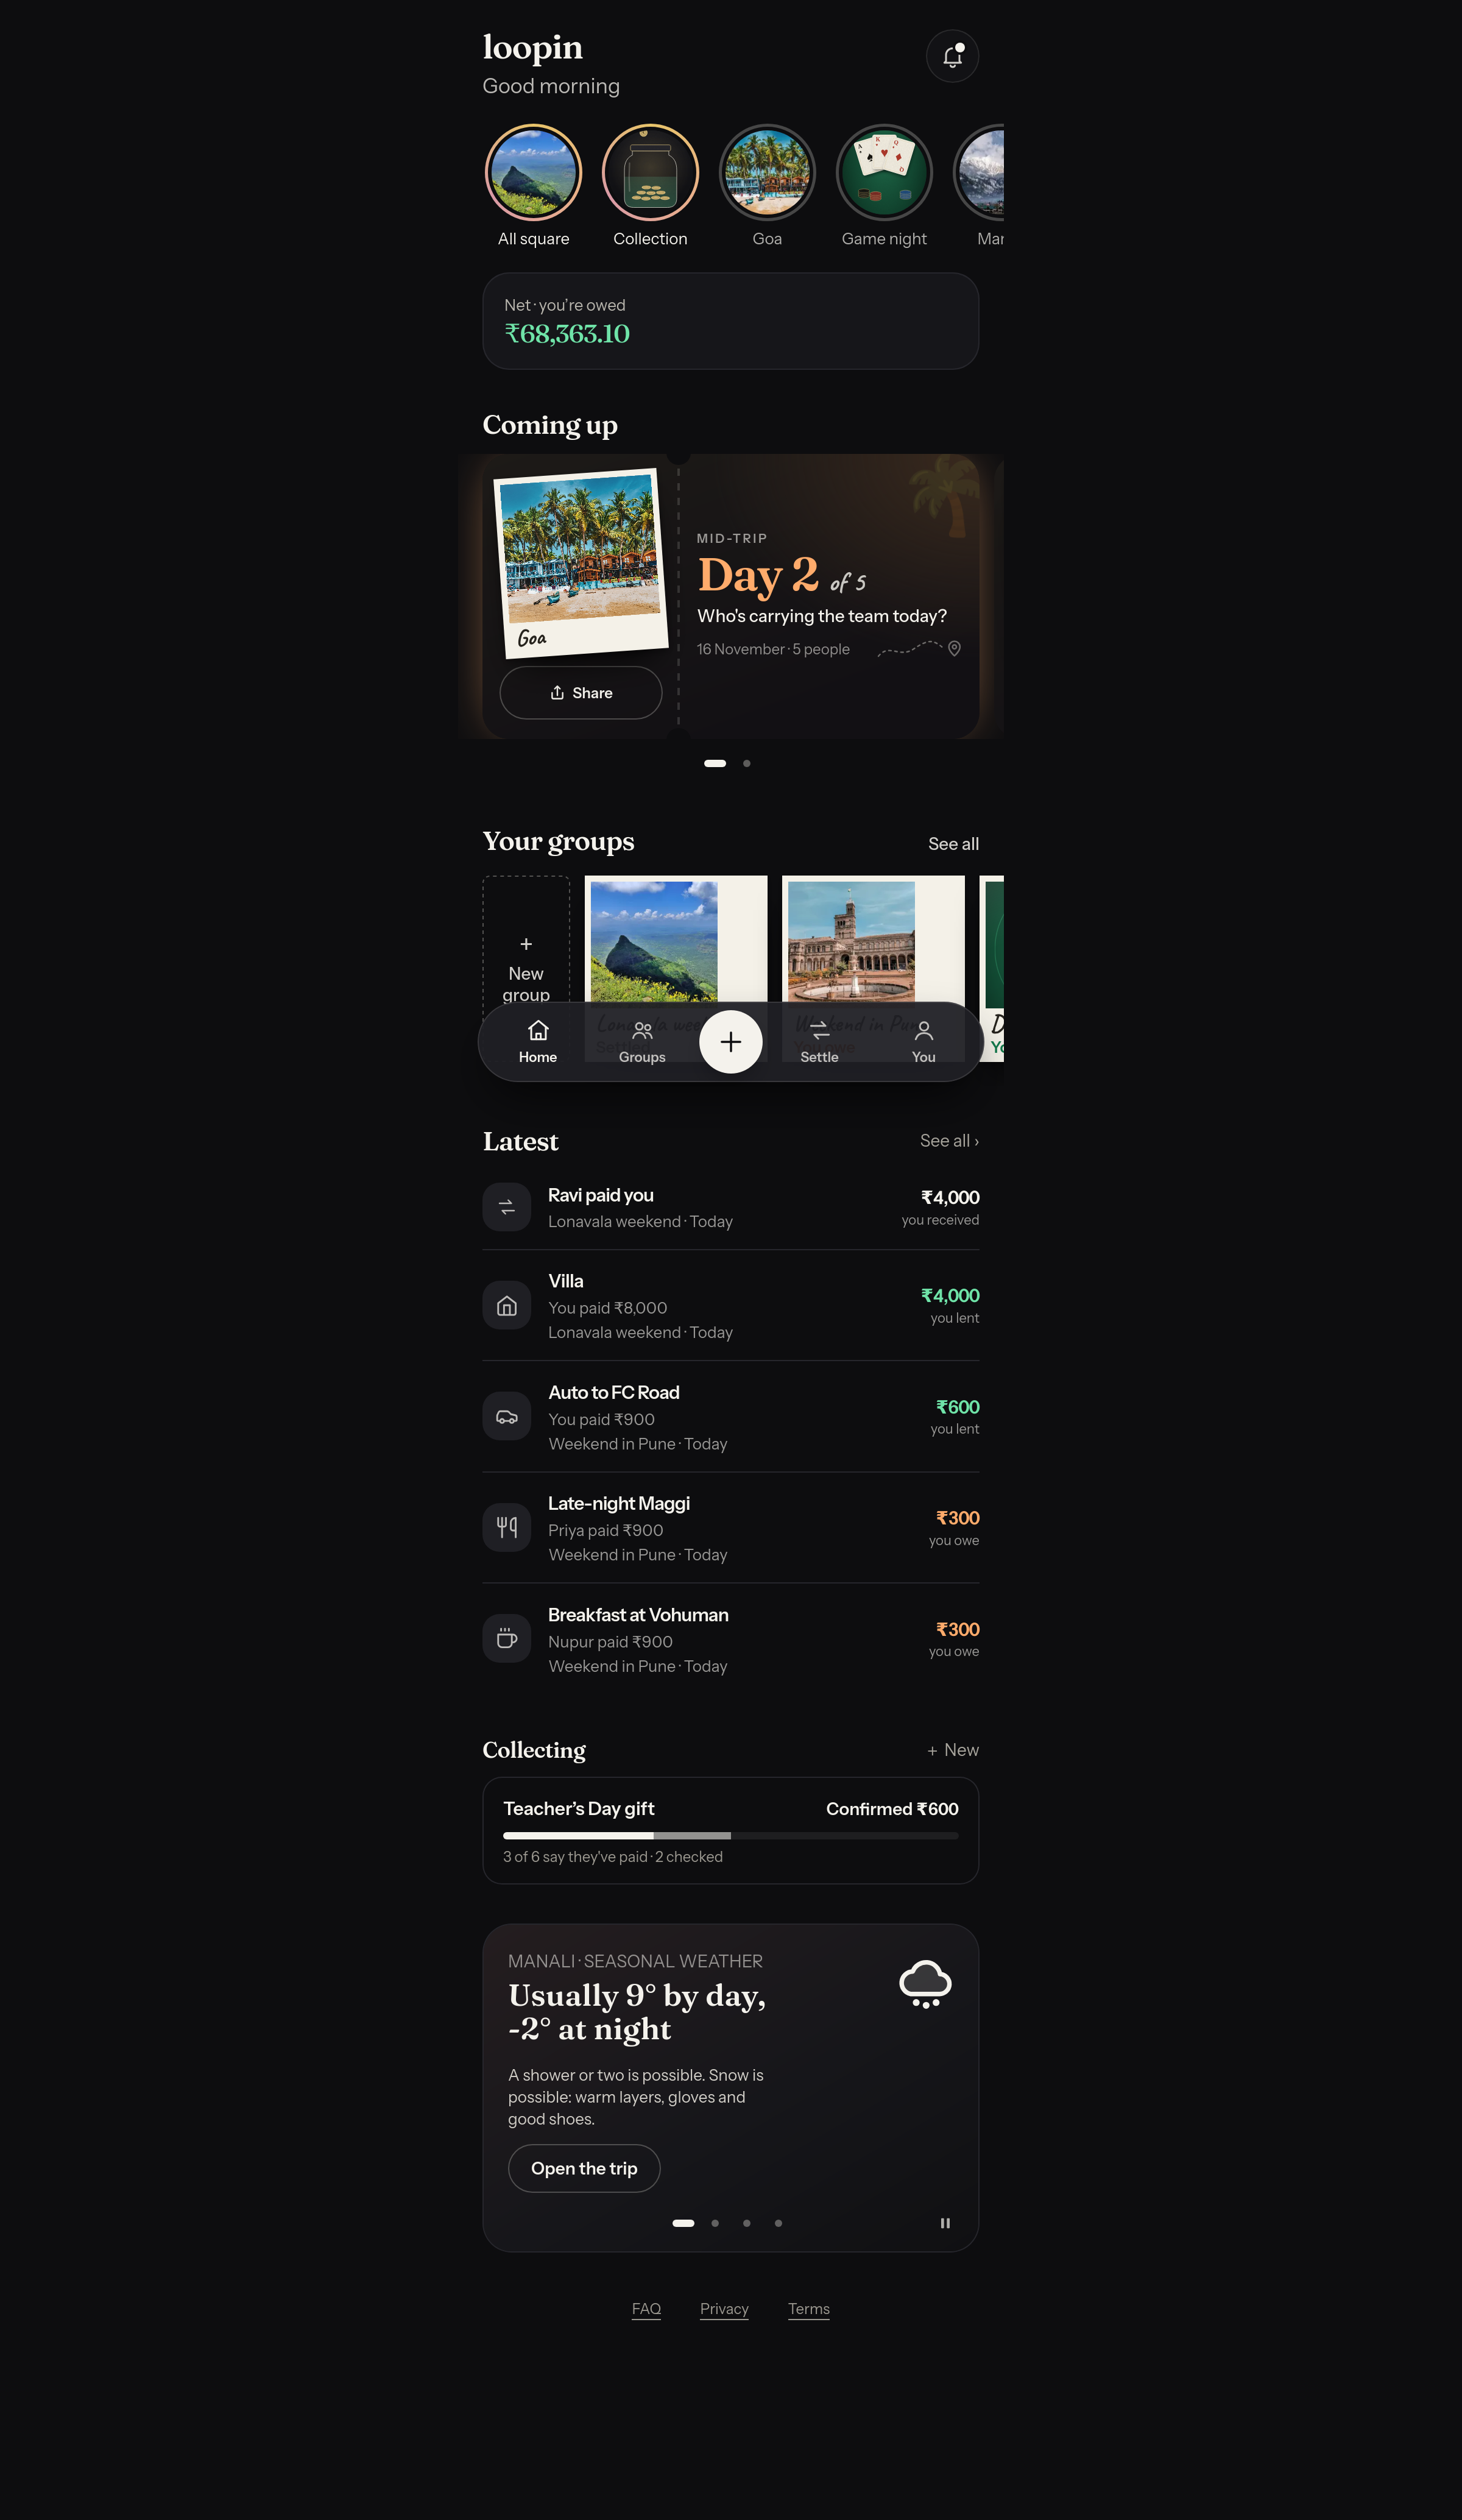 loopin
Good morning
All square
Collection
Goa
Game night
Net · you're owed
₹68,363.10
Coming up
Goa
Share
MID-TRIP
Day 2 of 5
Who's carrying the team today?
16 November · 5 people
Your groups
See all
+
New
group
Settled
You owe
Home
Groups
Settle
You
Latest
See all ›
Ravi paid you
Lonavala weekend · Today
₹4,000
you received
Villa
You paid ₹8,000
Lonavala weekend · Today
₹4,000
you lent
Auto to FC Road
You paid ₹900
Weekend in Pune · Today
₹600
you lent
Late-night Maggi
Priya paid ₹900
Weekend in Pune · Today
₹300
you owe
Breakfast at Vohuman
Nupur paid ₹900
Weekend in Pune · Today
₹300
you owe
Collecting
+ New
Teacher's Day gift
Confirmed ₹600
3 of 6 say they've paid · 2 checked
MANALI · SEASONAL WEATHER
Usually 9° by day,
-2° at night
A shower or two is possible. Snow is
possible: warm layers, gloves and
good shoes.
Open the trip
FAQ
Privacy
Terms